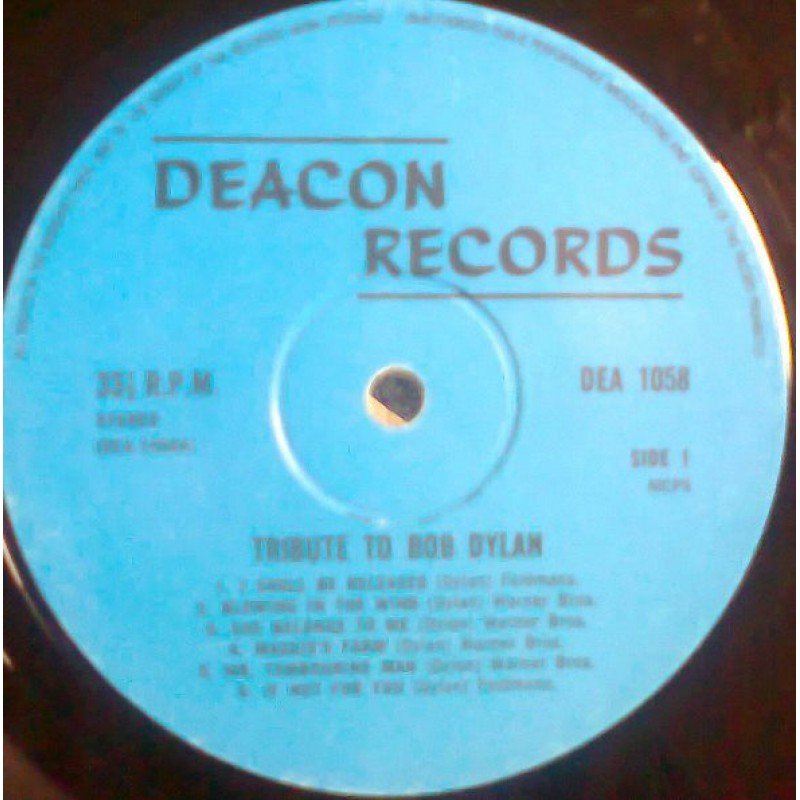 DEACON
RECORDS
33⅓ R.P.M.
DEA 1058
STEREO
SIDE 1
MCPS
TRIBUTE TO BOB DYLAN
1. I SHALL BE RELEASED (Dylan) Feldmans.
2. BLOWING IN THE WIND (Dylan) Warner Bros.
3. SHE BELONGS TO ME (Dylan) Warner Bros.
4. MAGGIE'S FARM (Dylan) Warner Bros.
5. MR. TAMBOURINE MAN (Dylan) Warner Bros.
6. IF NOT FOR YOU (Dylan) Feldmans.